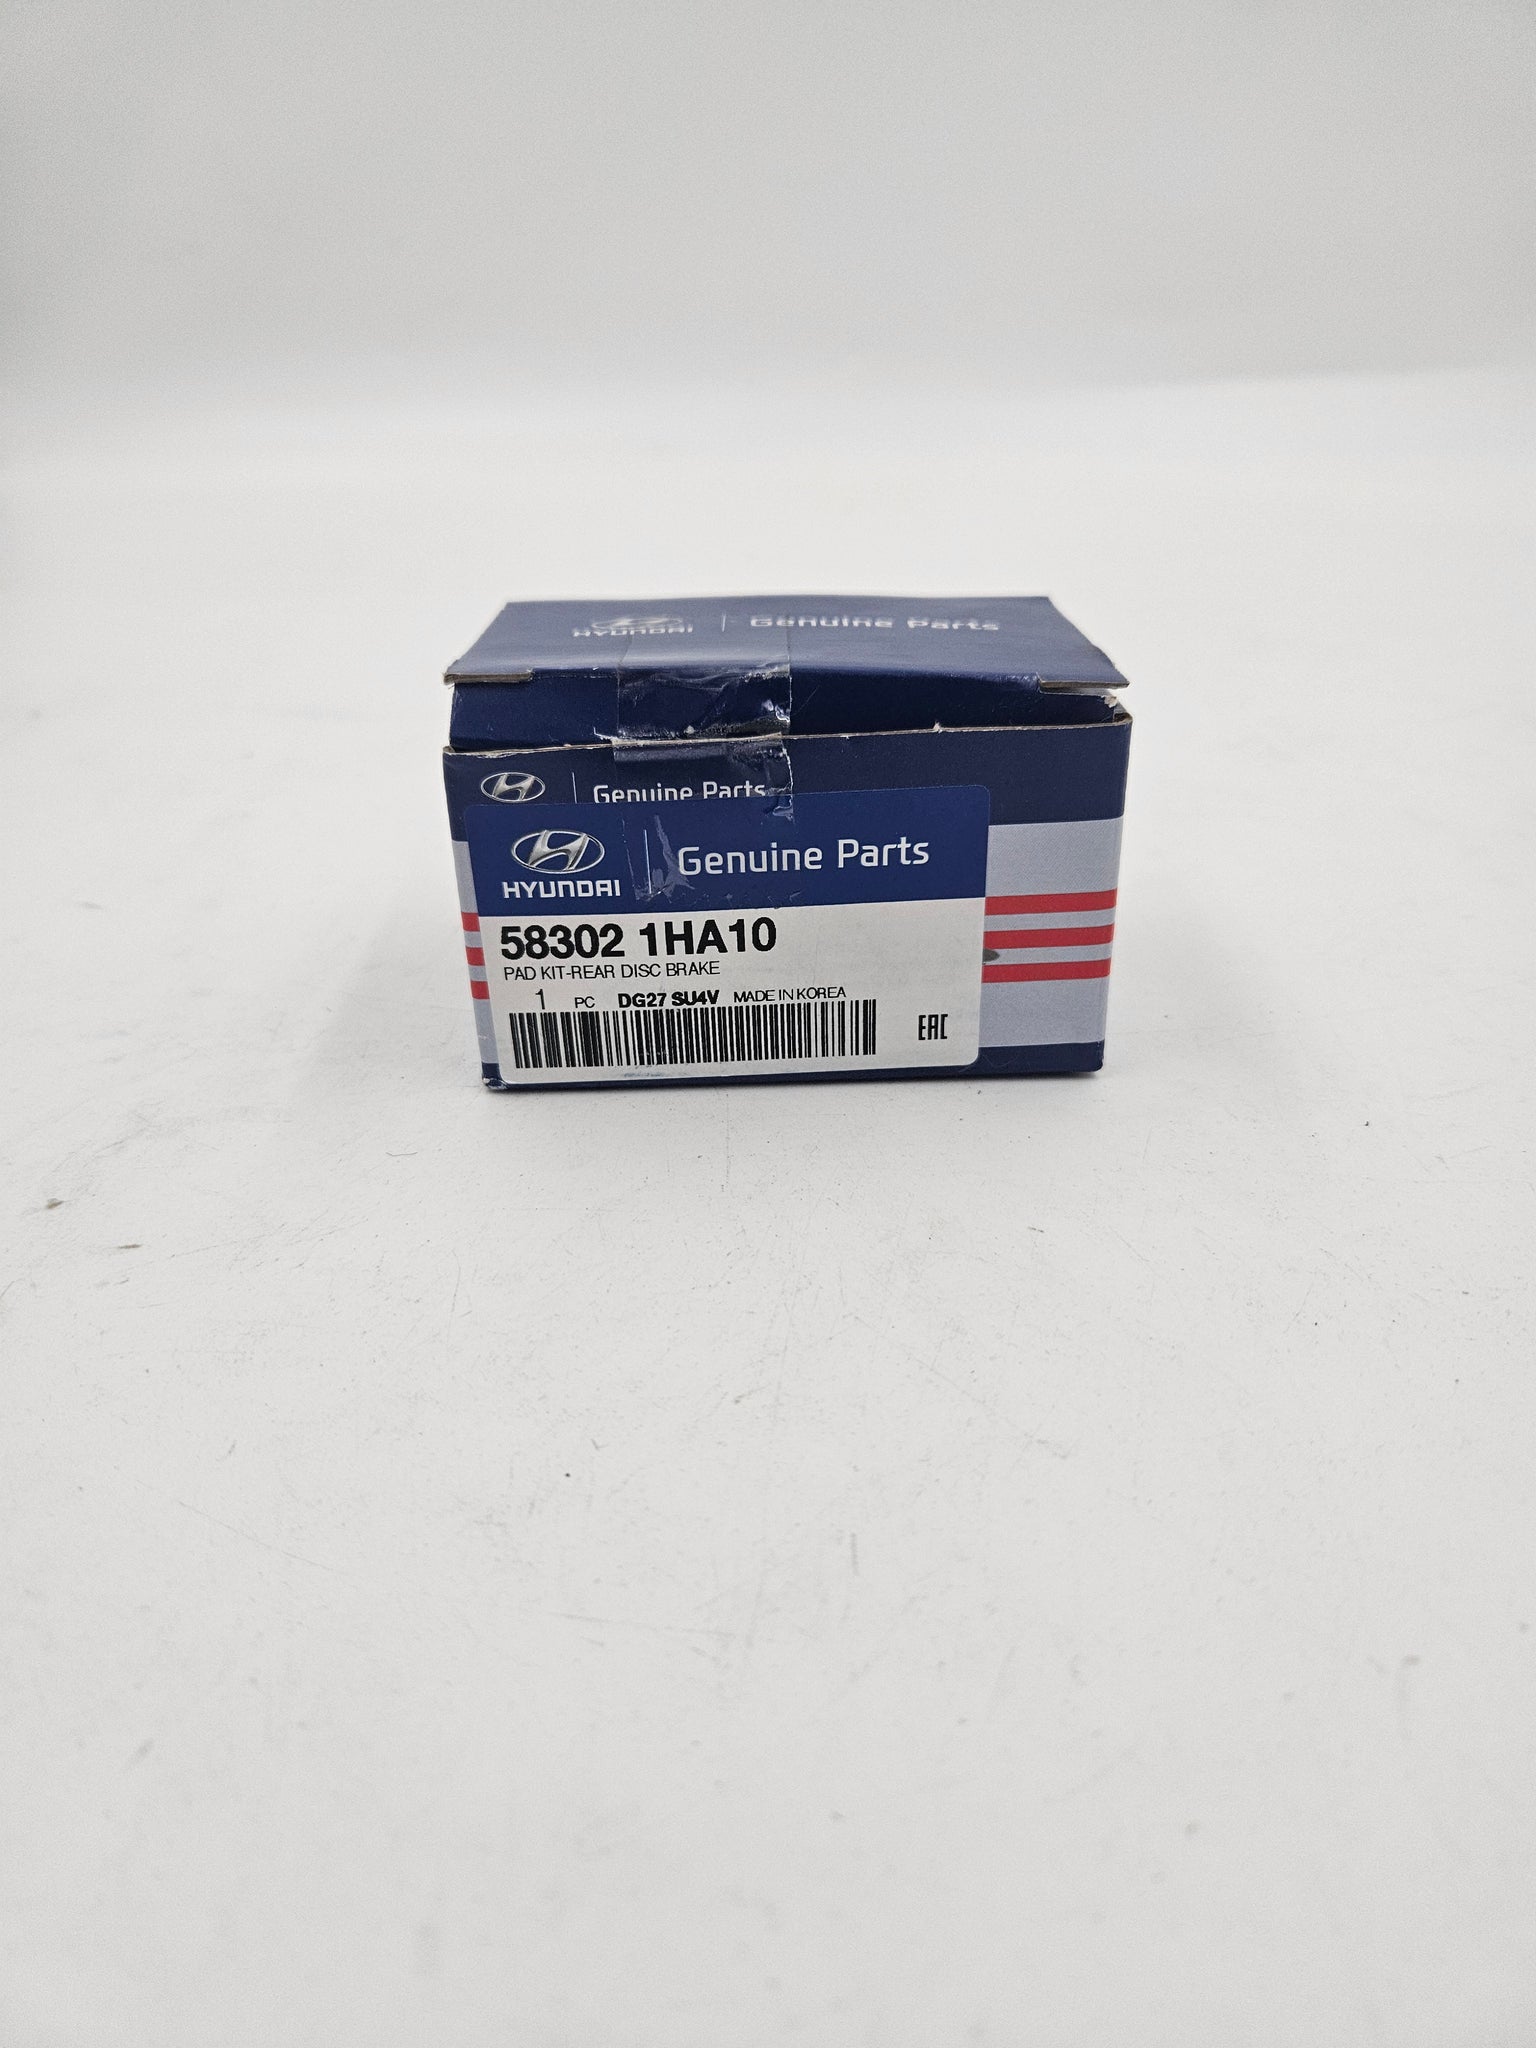 HYUNDAI | Genuine Parts
Genuine Parts
HYUNDAI | Genuine Parts
58302 1HA10
PAD KIT-REAR DISC BRAKE
1 PC DG27 SU4V MADE IN KOREA
EAC